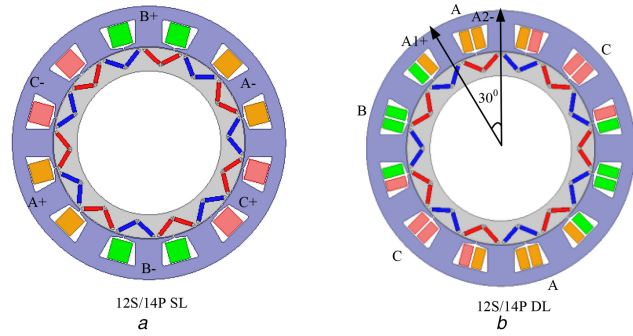 B+
A-
C-
A+
C+
B-
12S/14P SL
a
A
A2-
A1+
C
30⁰
B
C
A
12S/14P DL
b